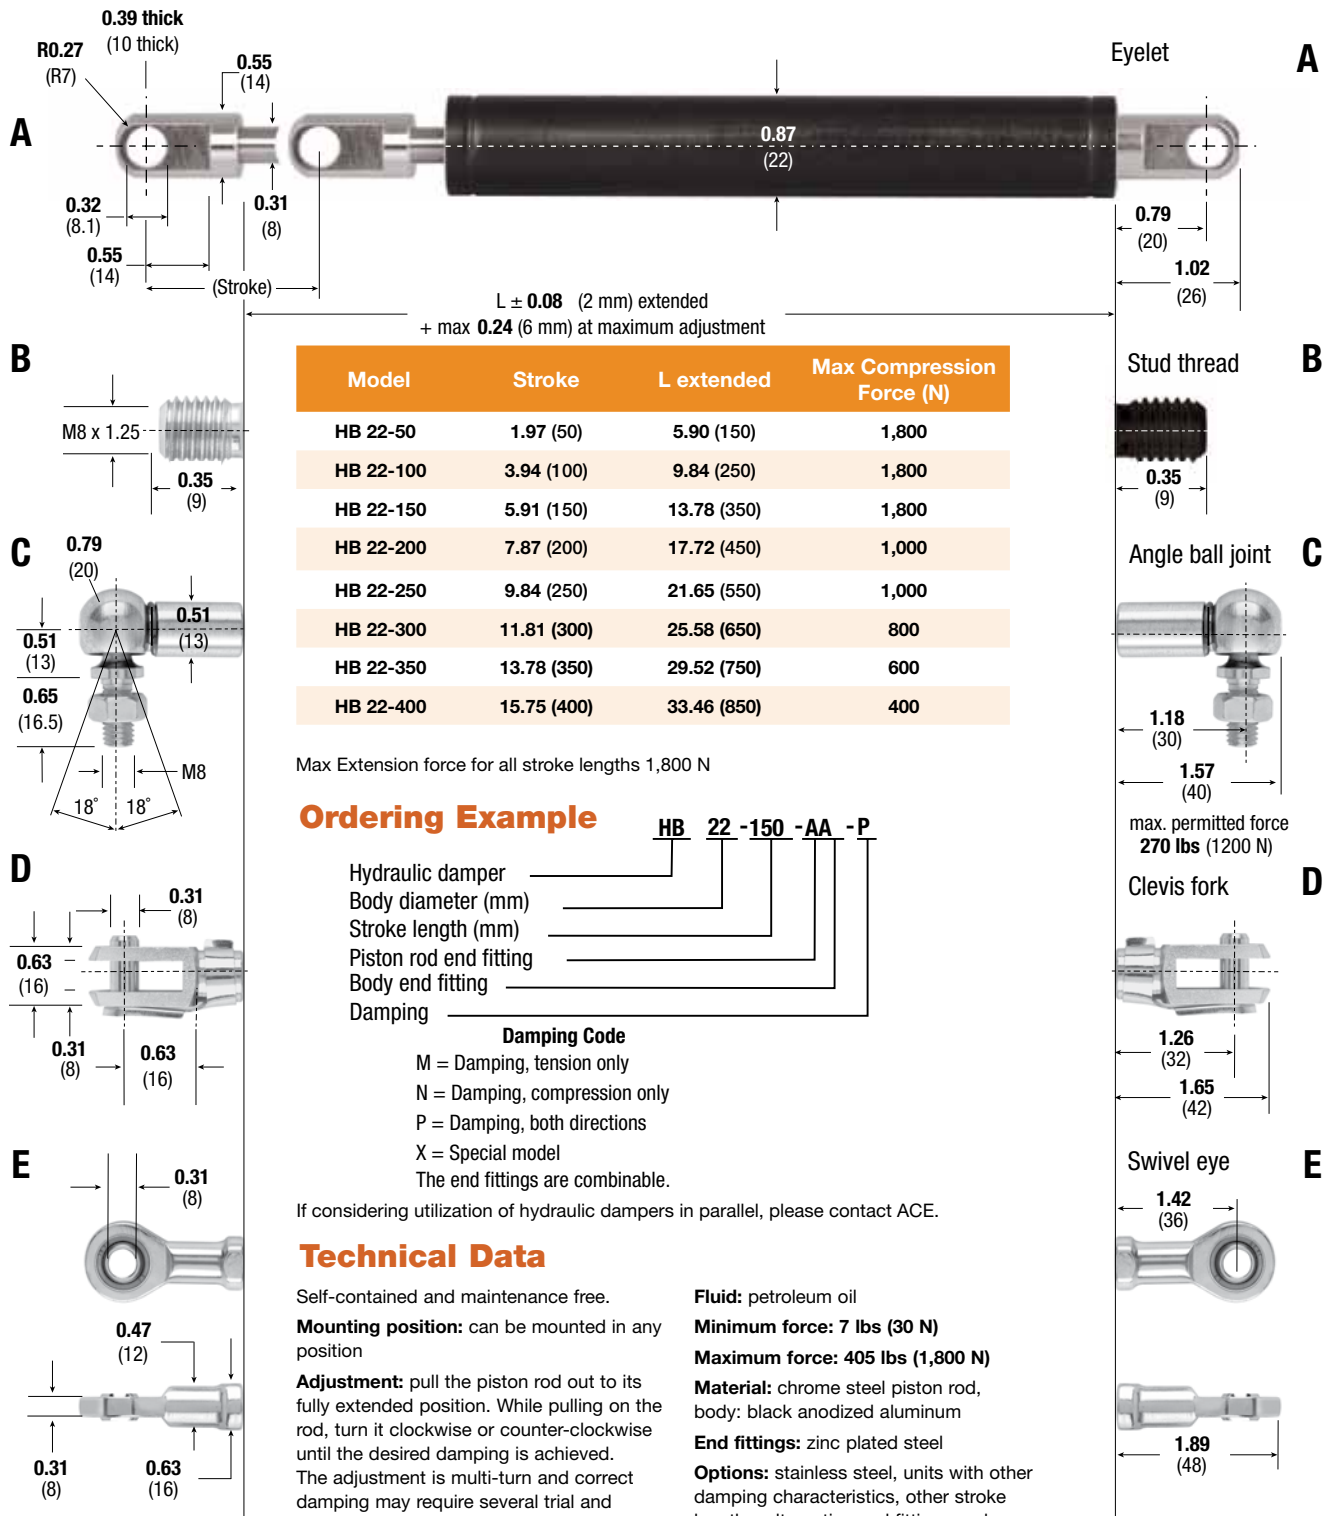 0.39 thick
(10 thick)
R0.27
(R7)
0.55
(14)
Eyelet
A
A
0.87
(22)
0.32
(8.1)
0.31
(8)
0.55
(14)
(Stroke)
0.79
(20)
1.02
(26)
L ± 0.08 (2 mm) extended
+ max 0.24 (6 mm) at maximum adjustment
B
Stud thread
B
M8 x 1.25
0.35
(9)
0.35
(9)
Model Stroke L extended Max Compression Force (N)
HB 22-50 1.97 (50) 5.90 (150) 1,800
HB 22-100 3.94 (100) 9.84 (250) 1,800
HB 22-150 5.91 (150) 13.78 (350) 1,800
HB 22-200 7.87 (200) 17.72 (450) 1,000
HB 22-250 9.84 (250) 21.65 (550) 1,000
HB 22-300 11.81 (300) 25.58 (650) 800
HB 22-350 13.78 (350) 29.52 (750) 600
HB 22-400 15.75 (400) 33.46 (850) 400
Max Extension force for all stroke lengths 1,800 N
C
0.79
(20)
0.51
(13)
0.51
(13)
0.65
(16.5)
M8
18° 18°
Angle ball joint
C
1.18
(30)
1.57
(40)
max. permitted force
270 lbs (1200 N)
Ordering Example
HB 22 -150 -AA -P
Hydraulic damper
Body diameter (mm)
Stroke length (mm)
Piston rod end fitting
Body end fitting
Damping
Damping Code
M = Damping, tension only
N = Damping, compression only
P = Damping, both directions
X = Special model
The end fittings are combinable.
If considering utilization of hydraulic dampers in parallel, please contact ACE.
D
0.31
(8)
0.63
(16)
0.31
(8)
0.63
(16)
Clevis fork
D
1.26
(32)
1.65
(42)
E
0.31
(8)
0.47
(12)
0.31
(8)
0.63
(16)
Swivel eye
E
1.42
(36)
1.89
(48)
Technical Data
Self-contained and maintenance free.
Mounting position: can be mounted in any
position
Adjustment: pull the piston rod out to its
fully extended position. While pulling on the
rod, turn it clockwise or counter-clockwise
until the desired damping is achieved.
The adjustment is multi-turn and correct
damping may require several trial and
Fluid: petroleum oil
Minimum force: 7 lbs (30 N)
Maximum force: 405 lbs (1,800 N)
Material: chrome steel piston rod,
body: black anodized aluminum
End fittings: zinc plated steel
Options: stainless steel, units with other
damping characteristics, other stroke